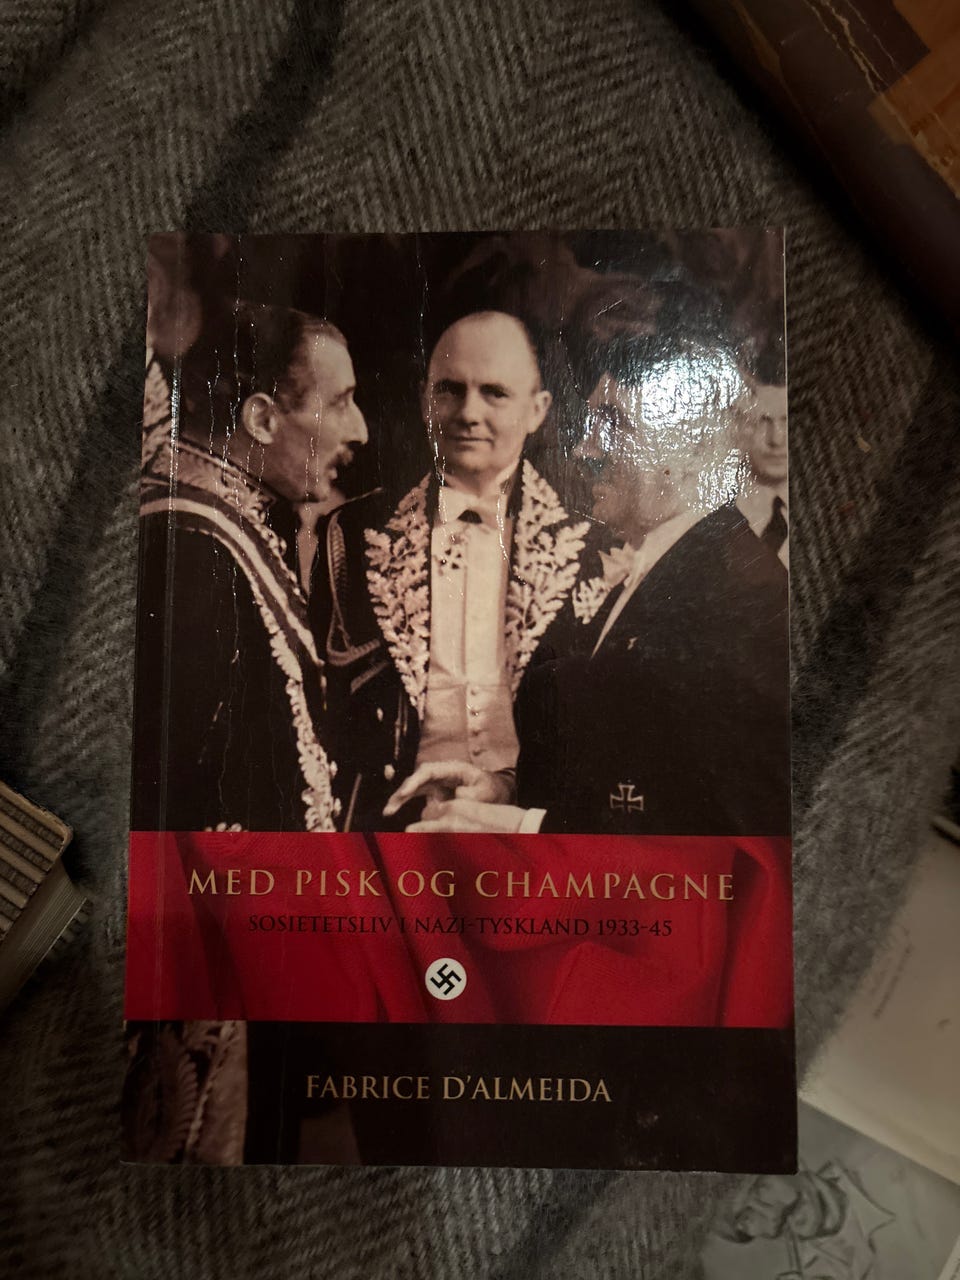 MED PISK OG CHAMPAGNE
SOSIETETSLIV I NAZI-TYSKLAND 1933-45
FABRICE D'ALMEIDA